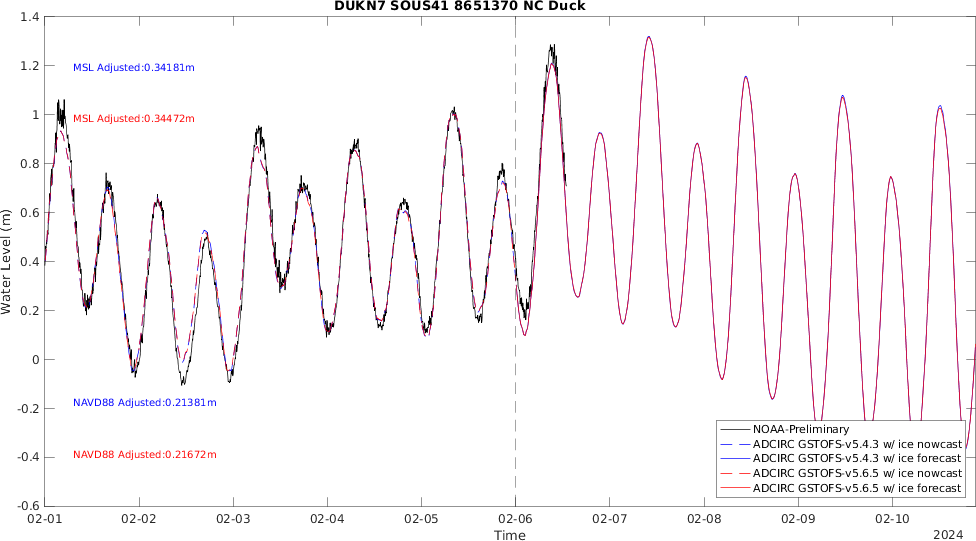 DUKN7 SOUS41 8651370 NC Duck
1.4
1.2
1
0.8
0.6
0.4
0.2
0
-0.2
-0.4
-0.6
Water Level (m)
MSL Adjusted:0.34181m
MSL Adjusted:0.34472m
NAVD88 Adjusted:0.21381m
NAVD88 Adjusted:0.21672m
NOAA-Preliminary
ADCIRC GSTOFS-v5.4.3 w/ ice nowcast
ADCIRC GSTOFS-v5.4.3 w/ ice forecast
ADCIRC GSTOFS-v5.6.5 w/ ice nowcast
ADCIRC GSTOFS-v5.6.5 w/ ice forecast
02-01 02-02 02-03 02-04 02-05 02-06 02-07 02-08 02-09 02-10
Time
2024